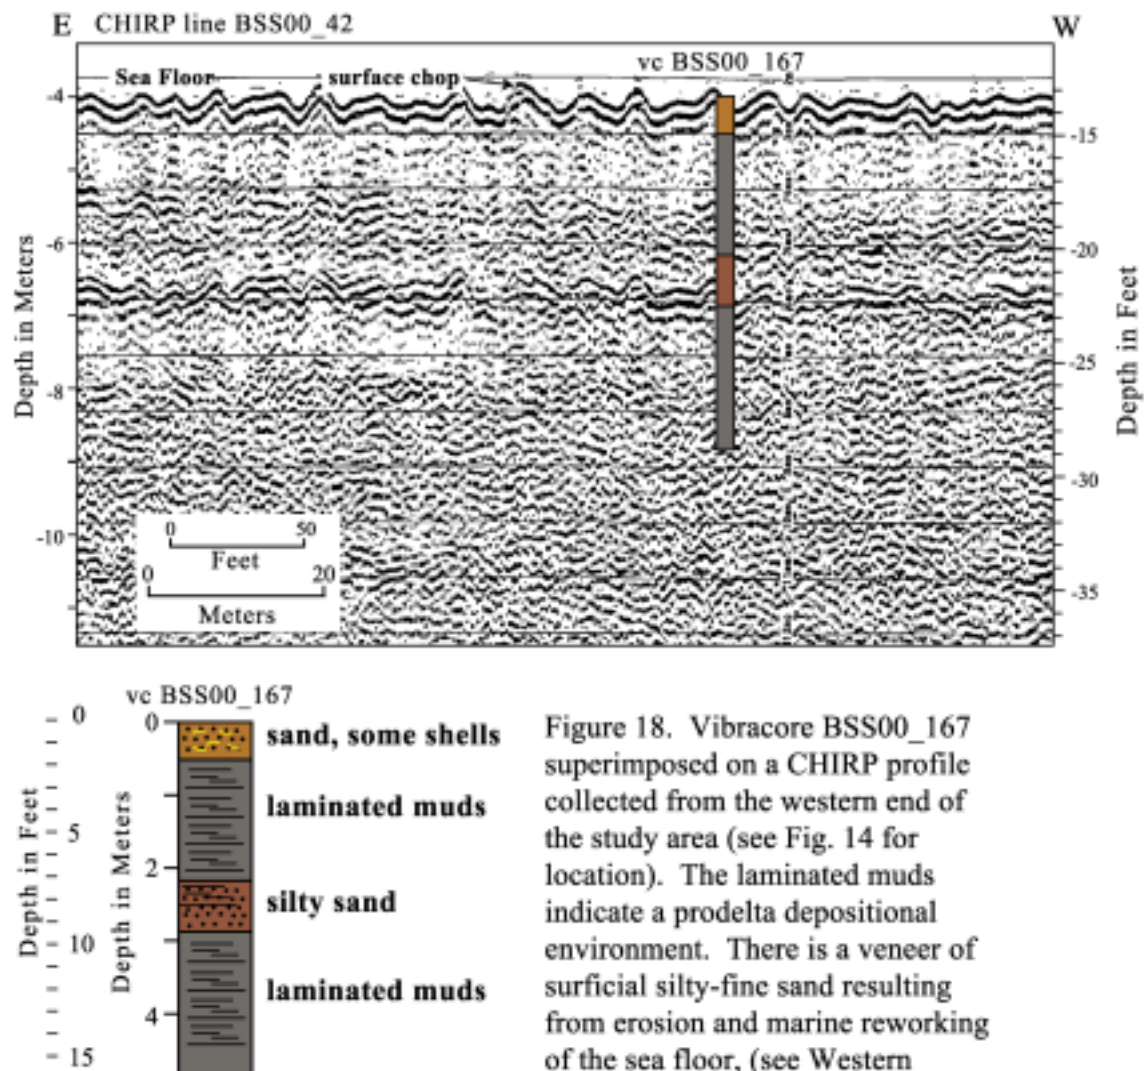 E CHIRP line BSS00_42 W
vc BSS00_167
Sea Floor surface chop
-4
-6
-8
-10
Depth in Meters
-15
-20
-25
-30
-35
Depth in Feet
0 50
Feet
0 20
Meters
vc BSS00_167
0
5
10
15
Depth in Feet
0
2
4
Depth in Meters
sand, some shells
laminated muds
silty sand
laminated muds
Figure 18. Vibracore BSS00_167
superimposed on a CHIRP profile
collected from the western end of
the study area (see Fig. 14 for
location). The laminated muds
indicate a prodelta depositional
environment. There is a veneer of
surficial silty-fine sand resulting
from erosion and marine reworking
of the sea floor, (see Western